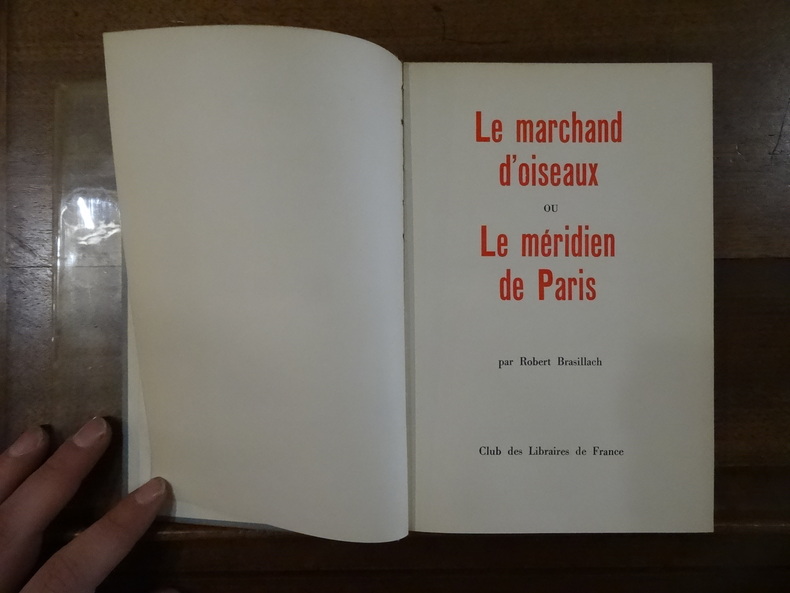 Le marchand
d'oiseaux
OU
Le méridien
de Paris
par Robert Brasillach
Club des Libraires de France